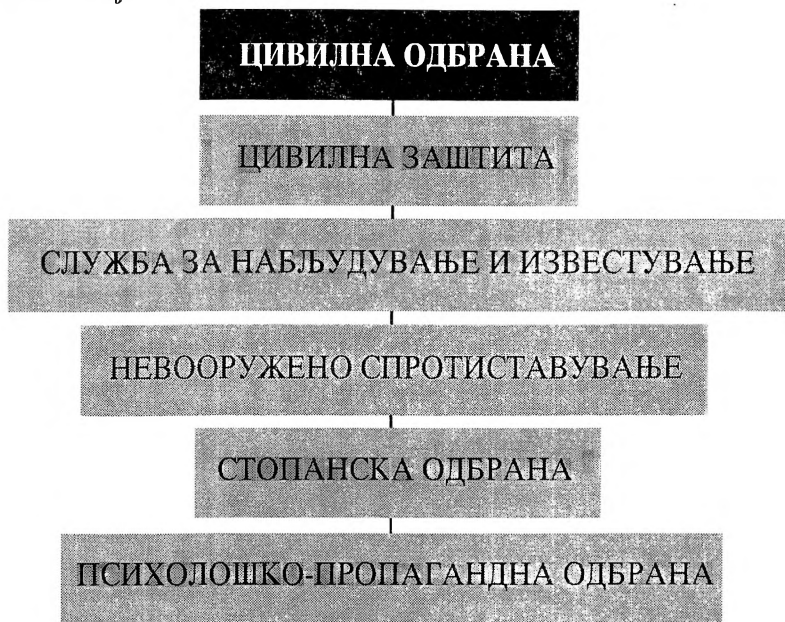 ЦИВИЛНА ОДБРАНА
ЦИВИЛНА ЗАШТИТА
СЛУЖБА ЗА НАБЉУДУВАЊЕ И ИЗВЕСТУВАЊЕ
НЕВООРУЖЕНО СПРОТИСТАВУВАЊЕ
СТОПАНСКА ОДБРАНА
ПСИХОЛОШКО-ПРОПАГАНДНА ОДБРАНА